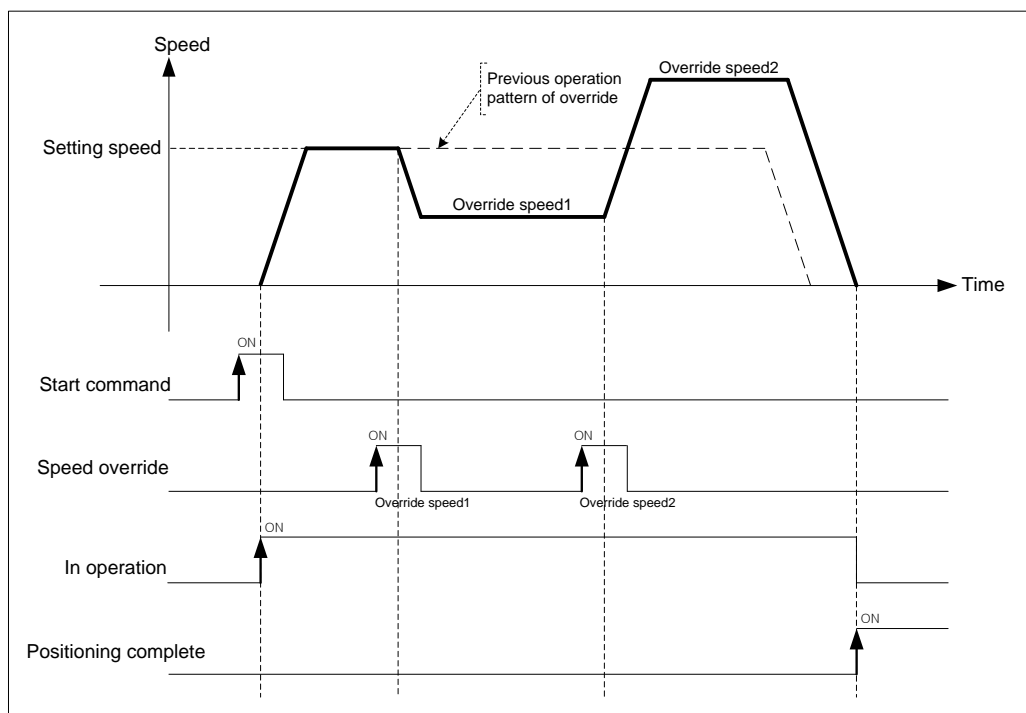 Speed
Override speed2
Previous operation
pattern of override
Setting speed
Override speed1
Time
ON
Start command
ON
ON
Speed override
Override speed1
Override speed2
ON
In operation
ON
Positioning complete